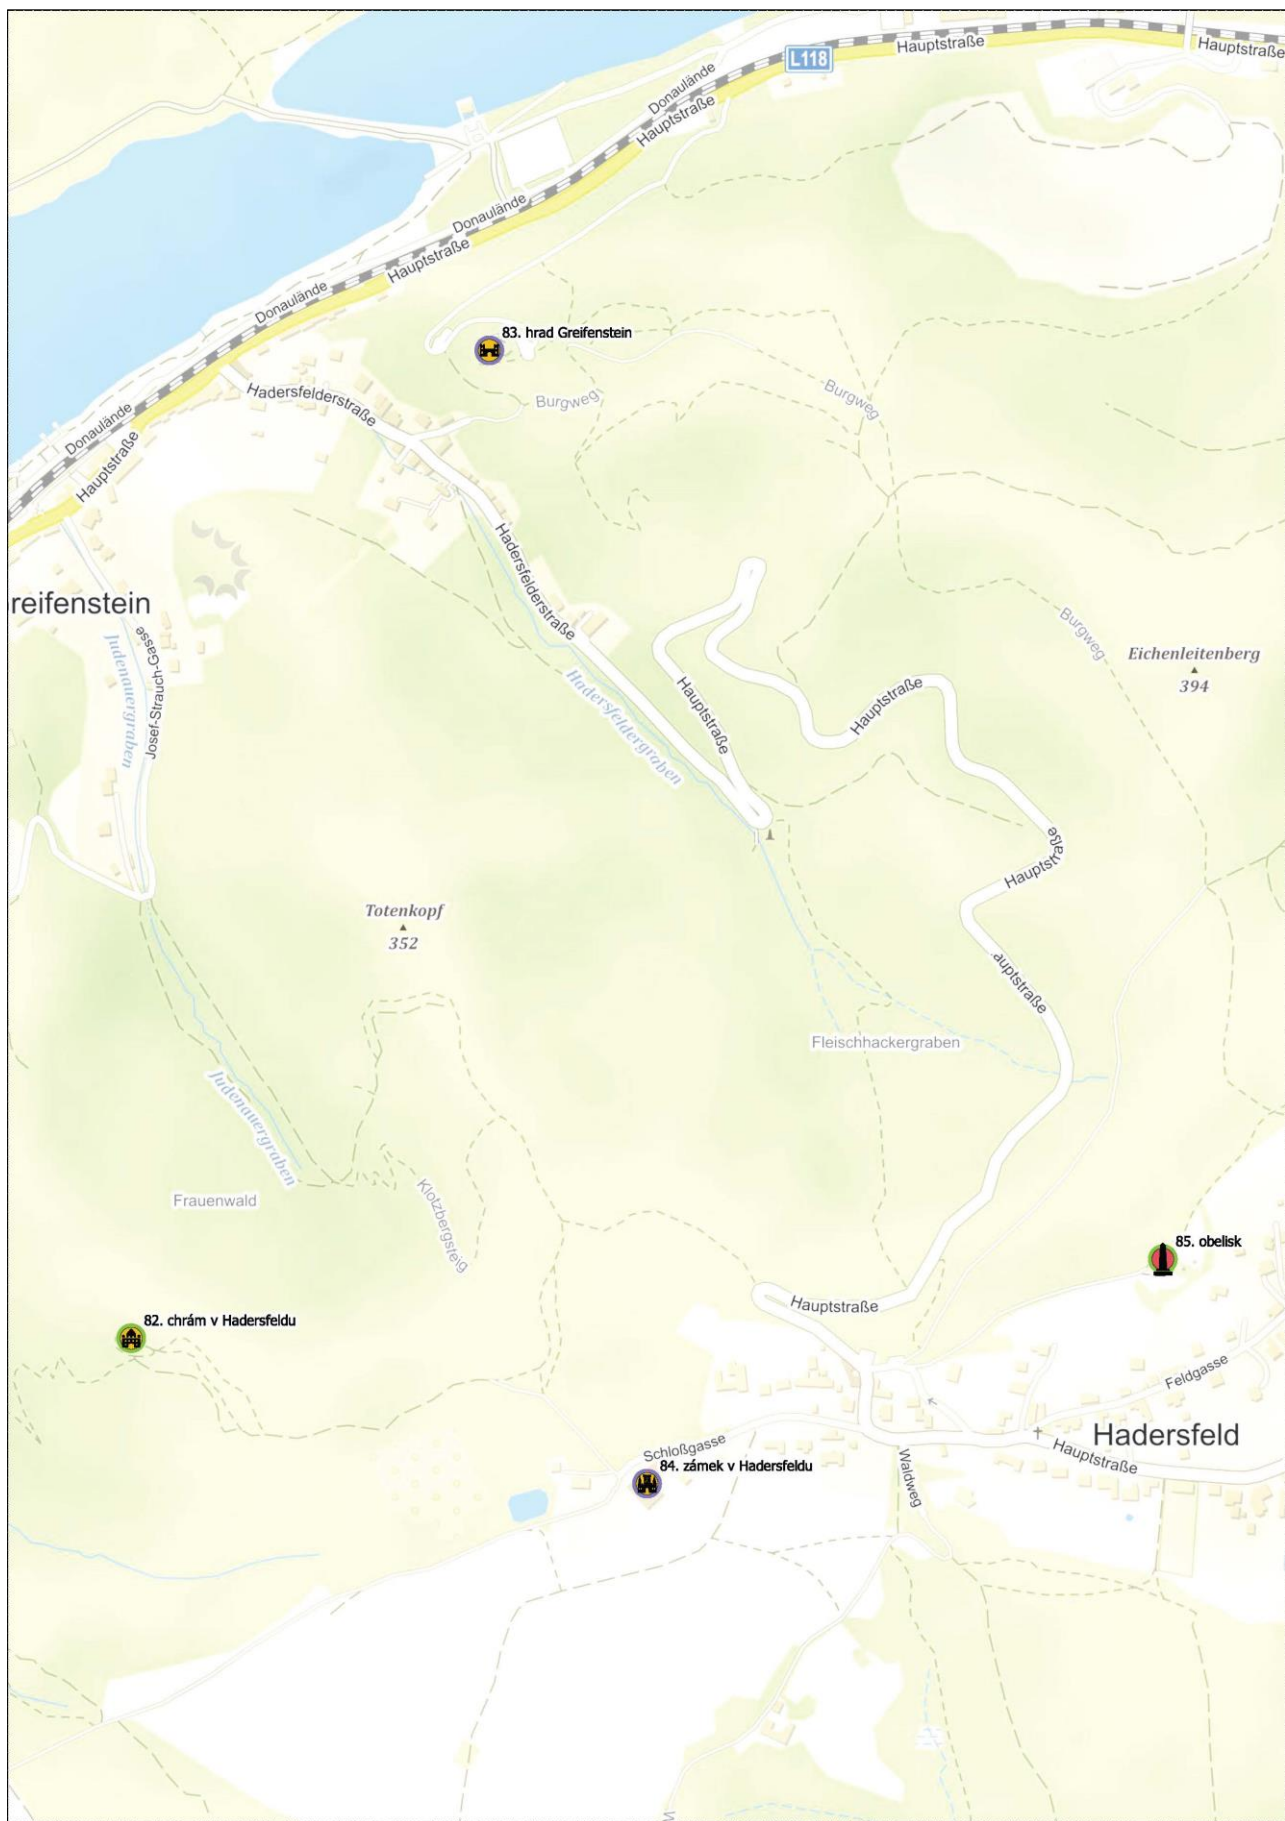 Hauptstraße
Hauptstraße
L118
Donaulände
Hauptstraße
Donaulände
Hauptstraße
Donaulände
83. hrad Greifenstein
Hadersfelderstraße
Burgweg
Burgweg
Donaulände
Hauptstraße
Hadersfelderstraße
reifenstein
Burgweg
Judenauergraben
Josef-Strauch-Gasse
Hadersfeldergraben
Hauptstraße
Hauptstraße
Eichenleitenberg
394
Hauptstraße
aße
Totenkopf
352
auptstraße
Fleischhackergraben
Judenauergraben
Frauenwald
Klotzbergsteig
85. obelisk
Hauptstraße
82. chrám v Hadersfeldu
Feldgasse
Hadersfeld
Schloßgasse
Hauptstraße
84. zámek v Hadersfeldu
Waldweg
W